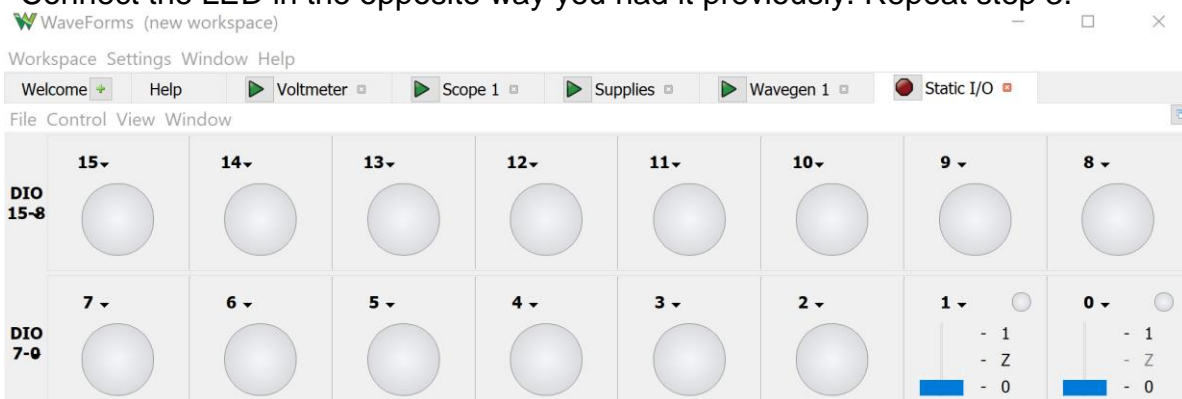 Connect the LED in the opposite way you had it previously. Repeat step 3.
WaveForms (new workspace)
Workspace Settings Window Help
Welcome Help Voltmeter Scope 1 Supplies Wavegen 1 Static I/O
File Control View Window
15 14 13 12 11 10 9 8
DIO
15-8
7 6 5 4 3 2 1 0
DIO
7-0
- 1 - 1
- Z - Z
- 0 - 0